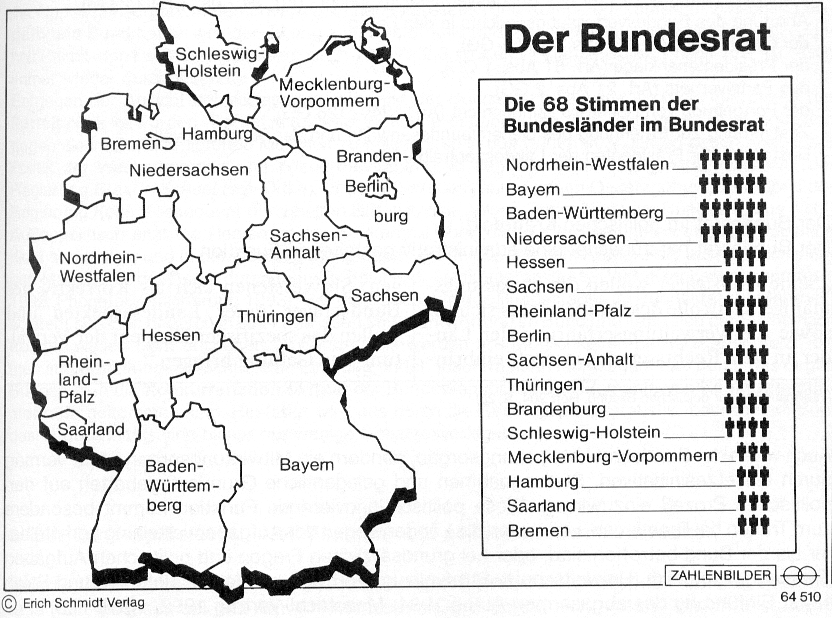 Der Bundesrat
Schleswig-
Holstein
Mecklenburg-
Vorpommern
Hamburg
Bremen
Niedersachsen
Branden-
Berlin
burg
Sachsen-
Anhalt
Nordrhein-
Westfalen
Sachsen
Thüringen
Hessen
Rhein-
land-
Pfalz
Saarland
Baden-
Württem-
berg
Bayern
Die 68 Stimmen der
Bundesländer im Bundesrat
Nordrhein-Westfalen
Bayern
Baden-Württemberg
Niedersachsen
Hessen
Sachsen
Rheinland-Pfalz
Berlin
Sachsen-Anhalt
Thüringen
Brandenburg
Schleswig-Holstein
Mecklenburg-Vorpommern
Hamburg
Saarland
Bremen
ZAHLENBILDER
64 510
© Erich Schmidt Verlag